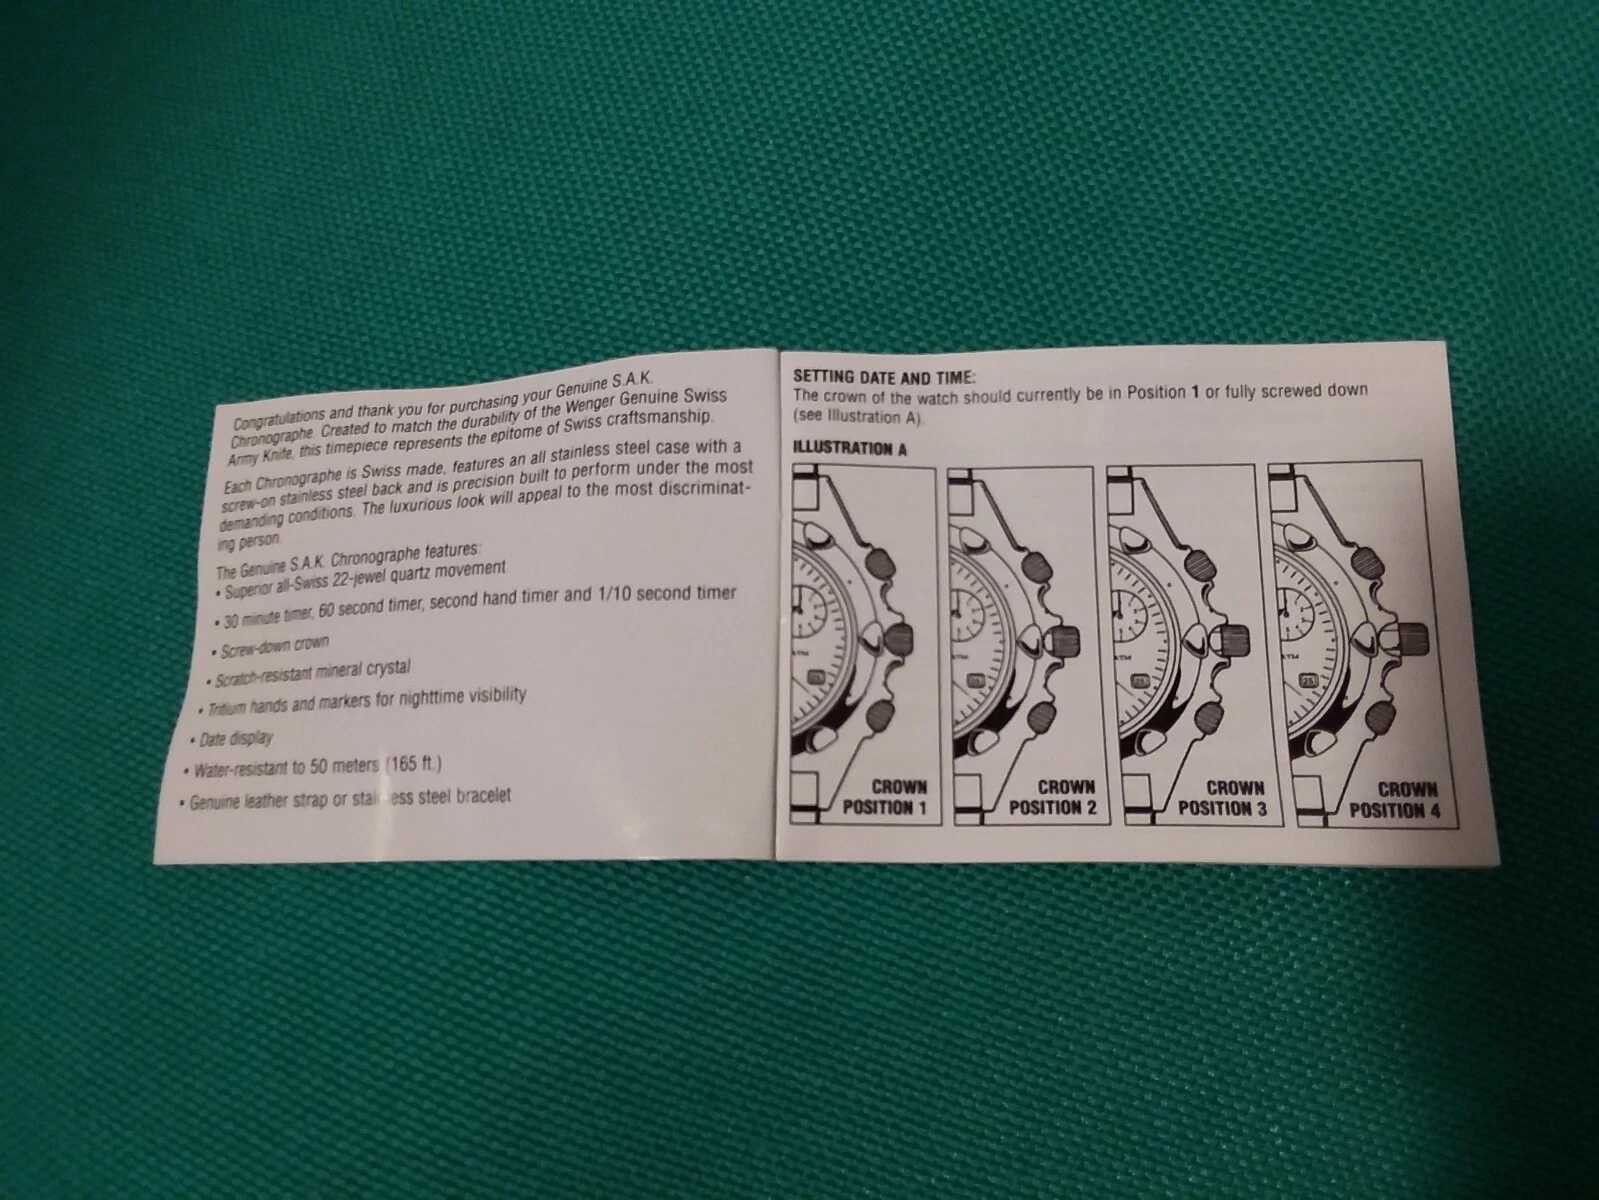 Congratulations and thank you for purchasing your Genuine S.A.K.
Chronographe. Created to match the durability of the Wenger Genuine Swiss
Army Knife, this timepiece represents the epitome of Swiss craftsmanship.
Each Chronographe is Swiss made, features an all stainless steel case with a
screw-on stainless steel back and is precision built to perform under the most
demanding conditions. The luxurious look will appeal to the most discriminat-
ing person.
The Genuine S.A.K. Chronographe features:
• Superior all-Swiss 22-jewel quartz movement
• 30 minute timer, 60 second timer, second hand timer and 1/10 second timer
• Screw-down crown
• Scratch-resistant mineral crystal
• Tritium hands and markers for nighttime visibility
• Date display
• Water-resistant to 50 meters (165 ft.)
• Genuine leather strap or stainless steel bracelet
SETTING DATE AND TIME:
The crown of the watch should currently be in Position 1 or fully screwed down
(see Illustration A).
ILLUSTRATION A
CROWN
POSITION 1
CROWN
POSITION 2
25
CROWN
POSITION 3
25
CROWN
POSITION 4